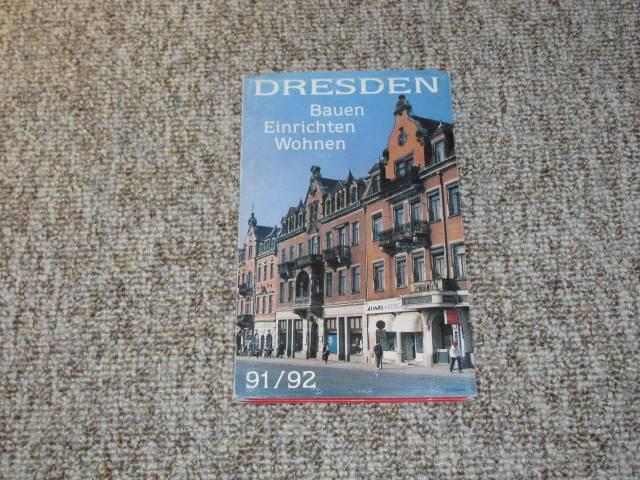 DRESDEN
Bauen
Einrichten
Wohnen
91/92